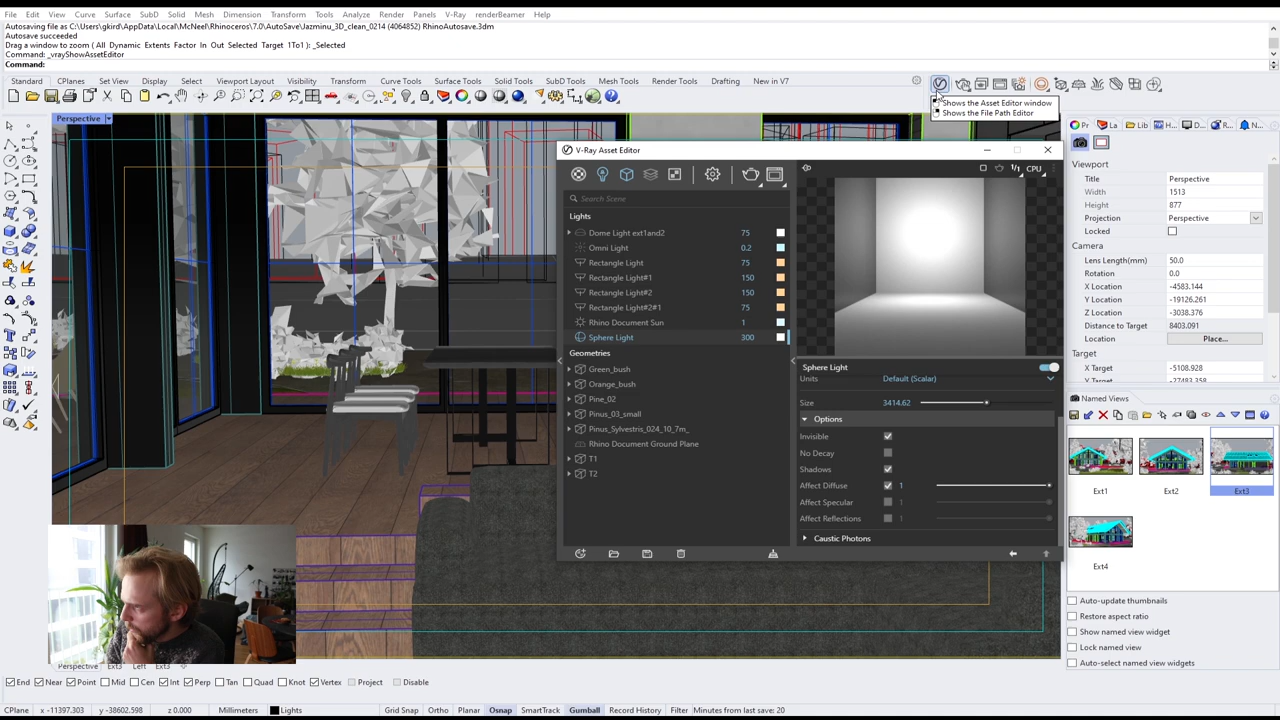 File Edit View Curve Surface SubD Solid Mesh Dimension Transform Tools Analyze Render Panels V-Ray renderBeamer Help
Autosaving file as C:\Users\gkird\AppData\Local\McNeel\Rhinoceros\7.0\AutoSave\Jazminu_3D_clean_0214 (4064852) RhinoAutosave.3dm
Autosave succeeded
Drag a window to zoom ( All Dynamic Extents Factor In Out Selected Target 1To1 ): _Selected
Command: _vrayShowAssetEditor
Command:
Standard CPlanes Set View Display Select Viewport Layout Visibility Transform Curve Tools Surface Tools Solid Tools SubD Tools Mesh Tools Render Tools Drafting New in V7
Shows the Asset Editor window
Shows the File Path Editor
Perspective
Pr La Lib H... D... R... N...
Viewport
Title Perspective
Width 1513
Height 877
Projection Perspective
Locked
Camera
Lens Length(mm) 50.0
Rotation 0.0
X Location -4583.144
Y Location -19126.261
Z Location -3038.376
Distance to Target 8403.091
Location Place...
Target
X Target -5108.928
Y Target -27483.358
Named Views
Ext1 Ext2 Ext3
Ext4
Auto-update thumbnails
Restore aspect ratio
Show named view widget
Lock named view
Auto-select named view widgets
V-Ray Asset Editor
CPU
Search Scene
Lights
Dome Light ext1and2 75
Omni Light 0.2
Rectangle Light 75
Rectangle Light#1 150
Rectangle Light#2 150
Rectangle Light#2#1 75
Rhino Document Sun 1
Sphere Light 300
Geometries
Green_bush
Orange_bush
Pine_02
Pinus_03_small
Pinus_Sylvestris_024_10_7m_
Rhino Document Ground Plane
T1
T2
Sphere Light
Units Default (Scalar)
Size 3414.62
Options
Invisible
No Decay
Shadows
Affect Diffuse 1
Affect Specular 1
Affect Reflections 1
Caustic Photons
Perspective Ext3 Left Ext3
End Near Point Mid Cen Int Perp Tan Quad Knot Vertex Project Disable
CPlane x -11397.303 y -38602.598 z 0.000 Millimeters Lights Grid Snap Ortho Planar Osnap SmartTrack Gumball Record History Filter Minutes from last save: 20